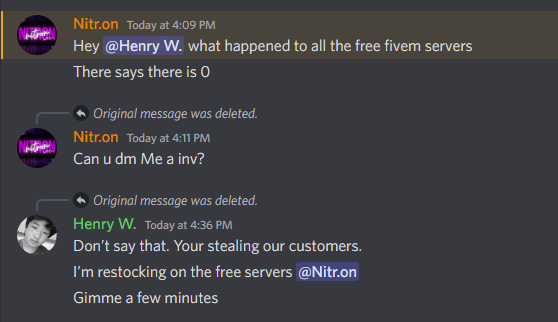 Nitr.on Today at 4:09 PM
Hey @Henry W. what happened to all the free fivem servers
There says there is 0
Original message was deleted.
Nitr.on Today at 4:11 PM
Can u dm Me a inv?
Original message was deleted.
Henry W. Today at 4:36 PM
Don't say that. Your stealing our customers.
I'm restocking on the free servers @Nitr.on
Gimme a few minutes